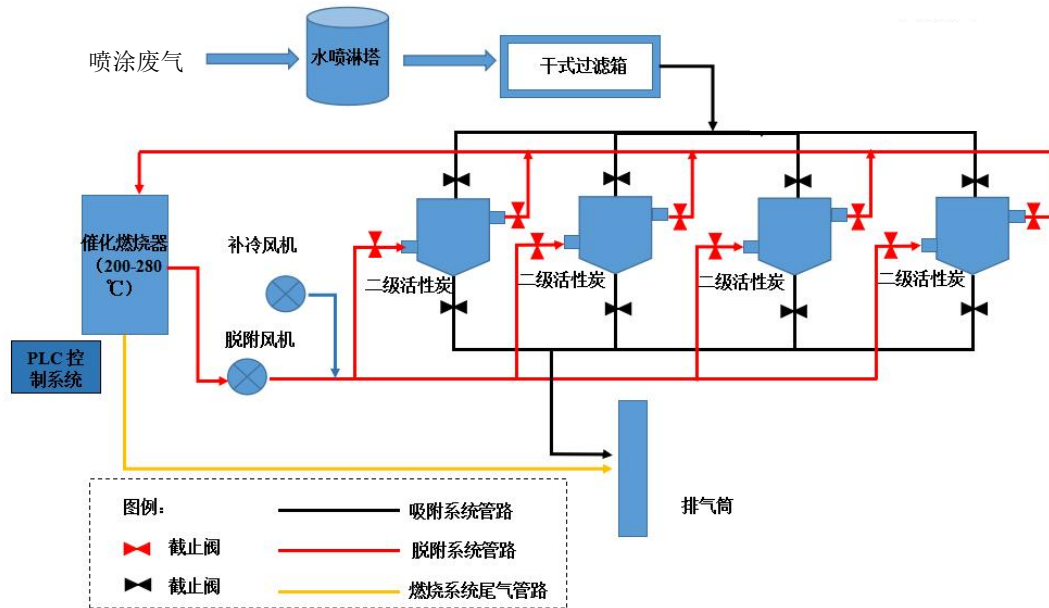 喷涂废气
水喷淋塔
干式过滤箱
催化燃烧器
（200-280
℃）
补冷风机
二级活性炭
二级活性炭
二级活性炭
二级活性炭
脱附风机
PLC 控
制系统
排气筒
图例：
吸附系统管路
截止阀
脱附系统管路
截止阀
燃烧系统尾气管路